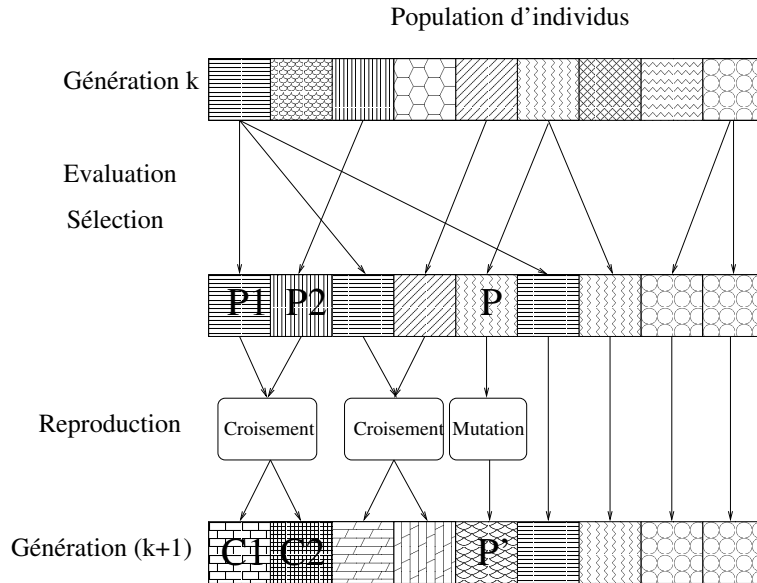 Population d'individus
Génération k
Evaluation
Sélection
P1 P2 P
Reproduction
Croisement Croisement Mutation
Génération (k+1)
C1 C2 P'